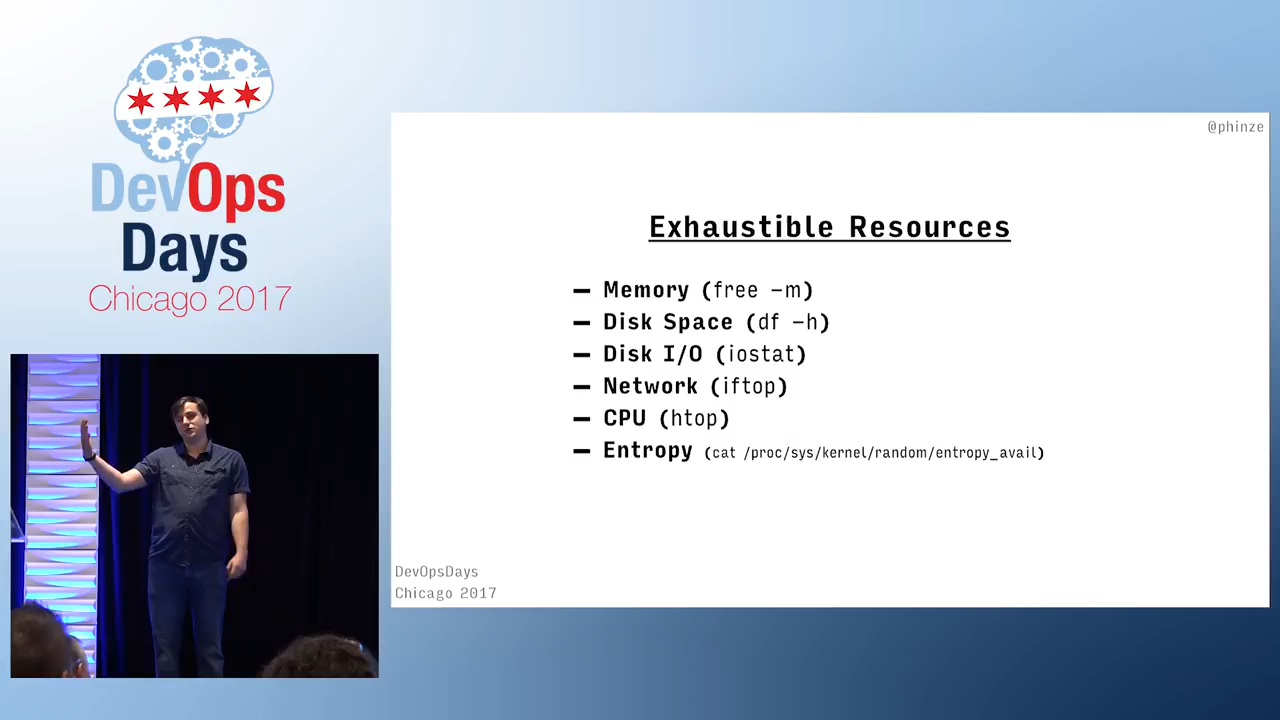 DevOps
Days
Chicago 2017
@phinze
Exhaustible Resources
– Memory (free -m)
– Disk Space (df -h)
– Disk I/O (iostat)
– Network (iftop)
– CPU (htop)
– Entropy (cat /proc/sys/kernel/random/entropy_avail)
DevOpsDays
Chicago 2017